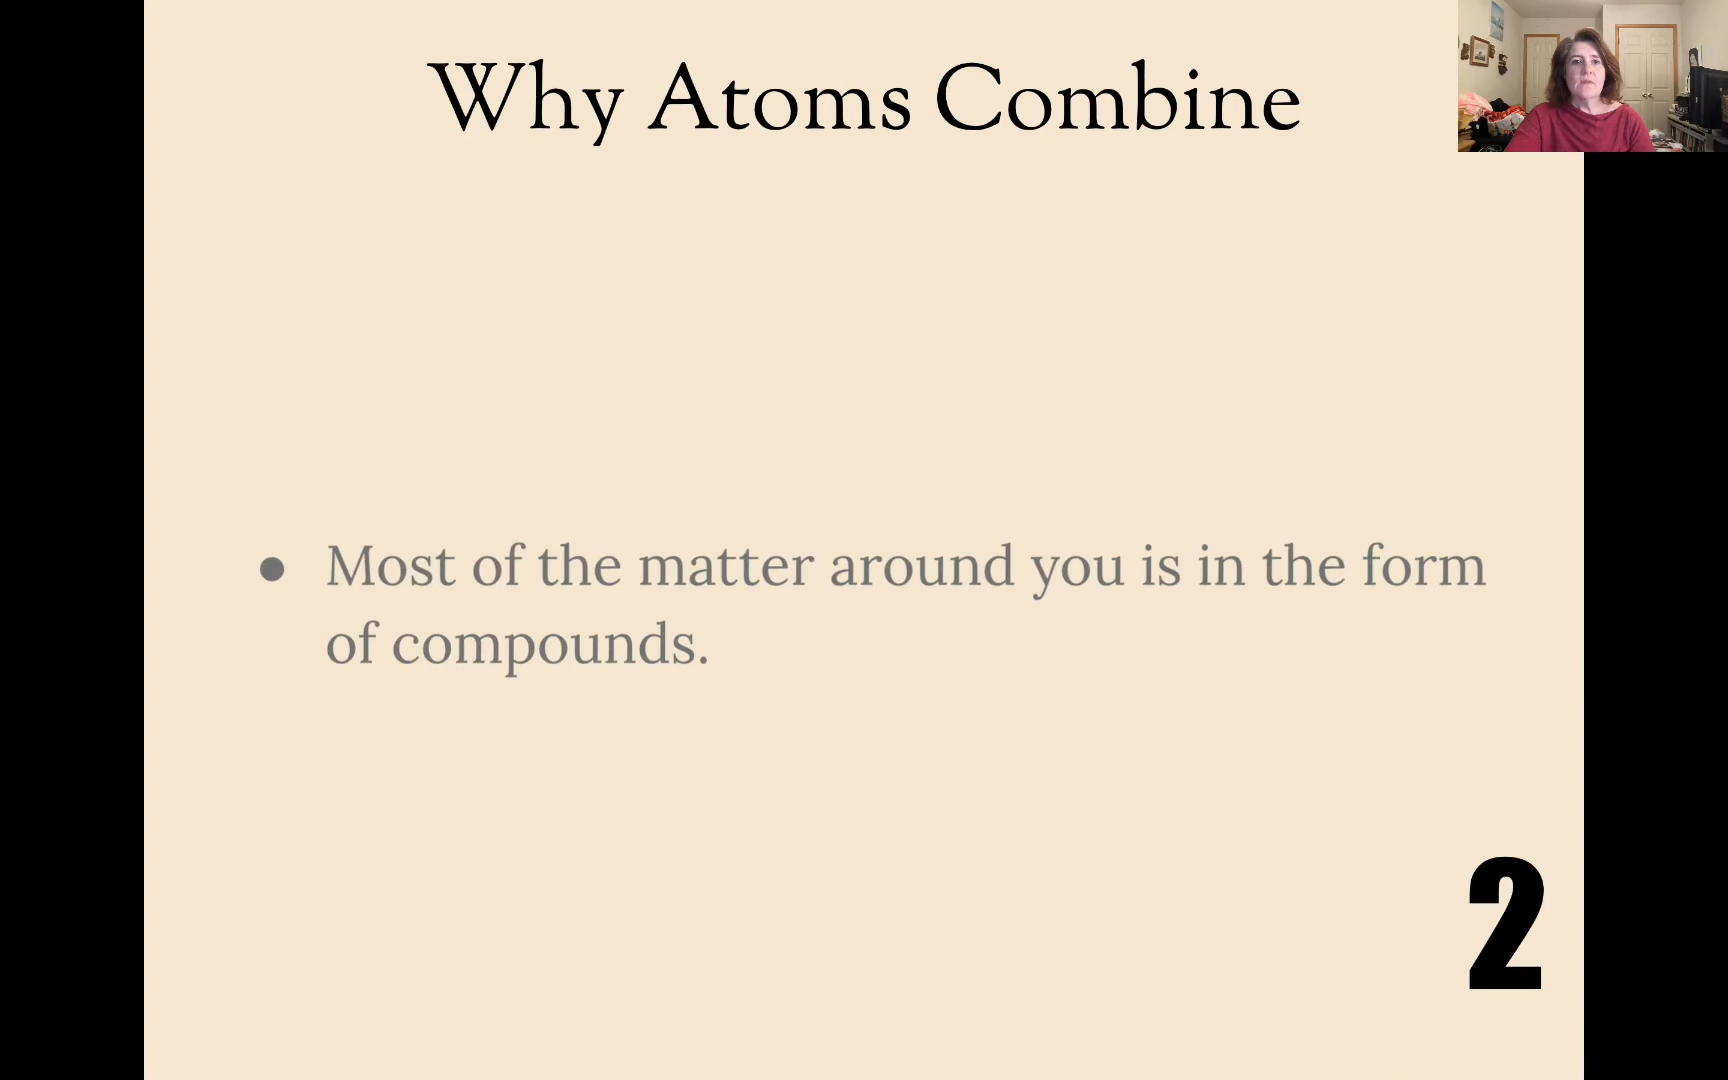 Why Atoms Combine
● Most of the matter around you is in the form
of compounds.
2